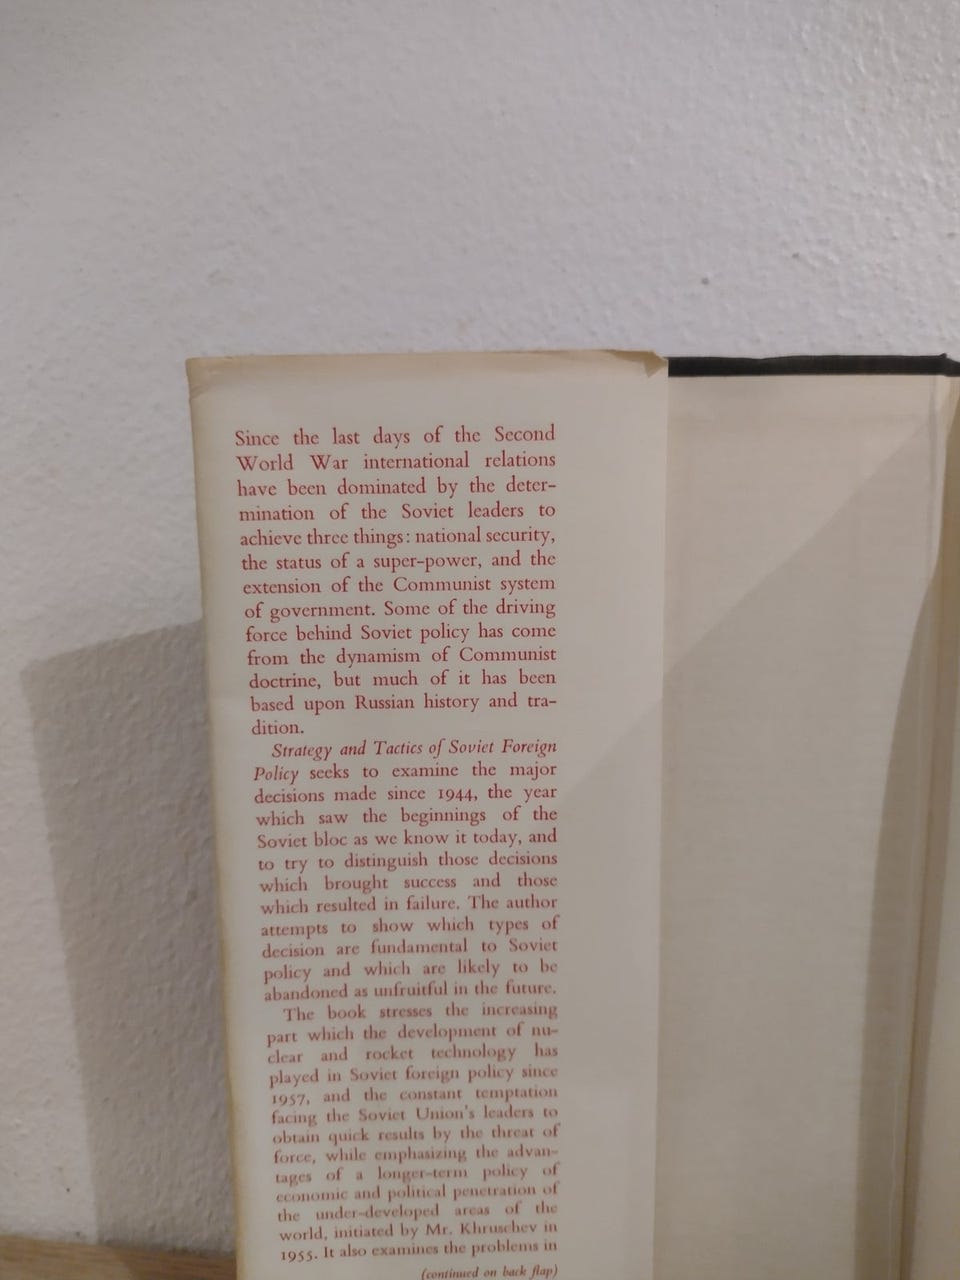 Since the last days of the Second
World War international relations
have been dominated by the deter-
mination of the Soviet leaders to
achieve three things: national security,
the status of a super-power, and the
extension of the Communist system
of government. Some of the driving
force behind Soviet policy has come
from the dynamism of Communist
doctrine, but much of it has been
based upon Russian history and tra-
dition.
Strategy and Tactics of Soviet Foreign
Policy seeks to examine the major
decisions made since 1944, the year
which saw the beginnings of the
Soviet bloc as we know it today, and
to try to distinguish those decisions
which brought success and those
which resulted in failure. The author
attempts to show which types of
decision are fundamental to Soviet
policy and which are likely to be
abandoned as unfruitful in the future.
The book stresses the increasing
part which the development of nu-
clear and rocket technology has
played in Soviet foreign policy since
1957, and the constant temptation
facing the Soviet Union's leaders to
obtain quick results by the threat of
force, while emphasizing the advan-
tages of a longer-term policy of
economic and political penetration of
the under-developed areas of the
world, initiated by Mr. Khruschev in
1955. It also examines the problems in
(continued on back flap)